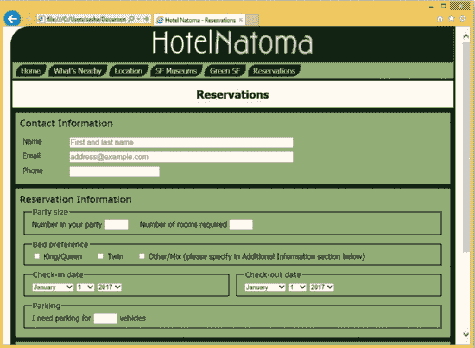 Hotel Natoma - Reservations
HotelNatoma
Home What's Nearby Location SF Museums Green SF Reservations
Reservations
Contact Information
Name First and last name
Email address@example.com
Phone
Reservation Information
Party size
Number in your party Number of rooms required
Bed preference
King/Queen Twin Other/Mix (please specify in Additional Information section below)
Check-in date Check-out date
January 1 2017 January 1 2017
Parking
I need parking for vehicles